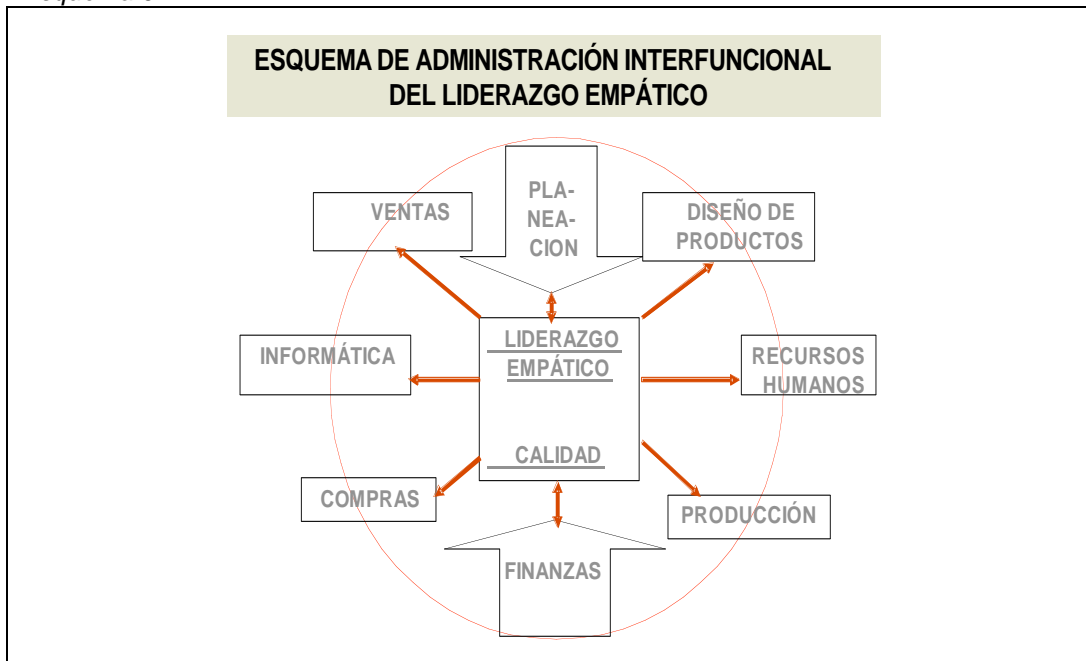 ESQUEMA DE ADMINISTRACIÓN INTERFUNCIONAL
DEL LIDERAZGO EMPÁTICO
PLA-
NEA-
CION
VENTAS
DISEÑO DE
PRODUCTOS
LIDERAZGO
EMPÁTICO
INFORMÁTICA
RECURSOS
HUMANOS
CALIDAD
COMPRAS
PRODUCCIÓN
FINANZAS